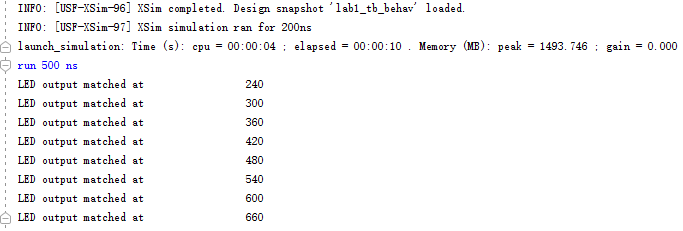 INFO: [USF-XSim-96] XSim completed. Design snapshot 'lab1_tb_behav' loaded.
INFO: [USF-XSim-97] XSim simulation ran for 200ns
launch_simulation: Time (s): cpu = 00:00:04 ; elapsed = 00:00:10 . Memory (MB): peak = 1493.746 ; gain = 0.000
run 500 ns
LED output matched at 240
LED output matched at 300
LED output matched at 360
LED output matched at 420
LED output matched at 480
LED output matched at 540
LED output matched at 600
LED output matched at 660